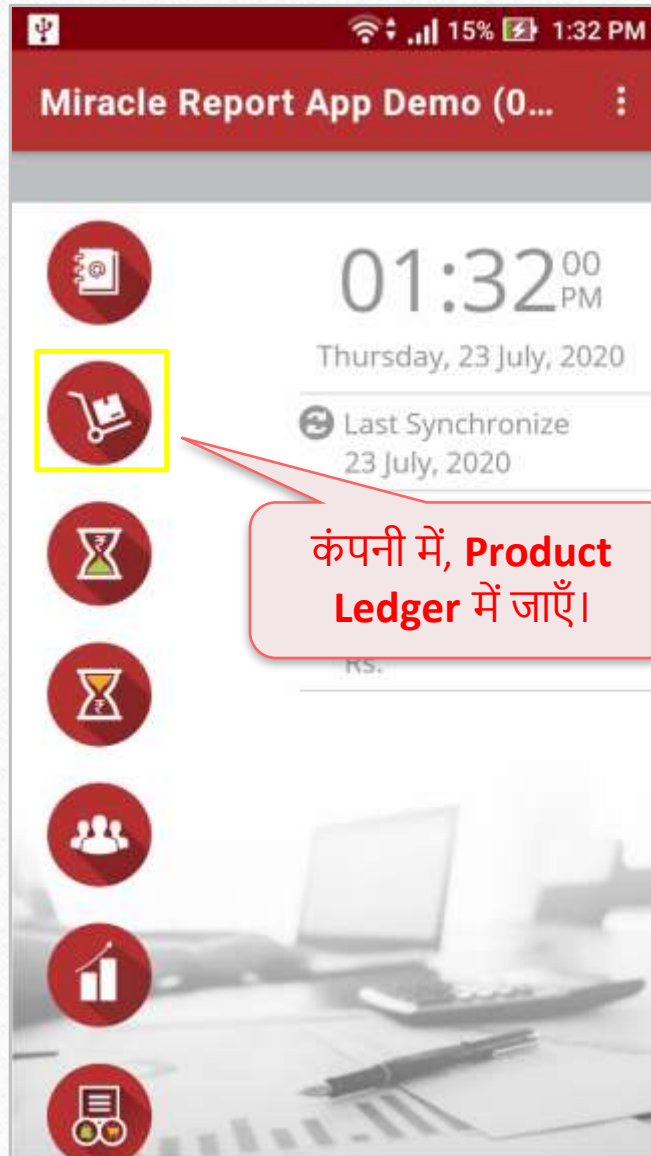 15% 1:32 PM
Miracle Report App Demo (0...
01:32 00 PM
Thursday, 23 July, 2020
Last Synchronize
23 July, 2020
कंपनी में, Product
Ledger में जाएँ।
Rs.